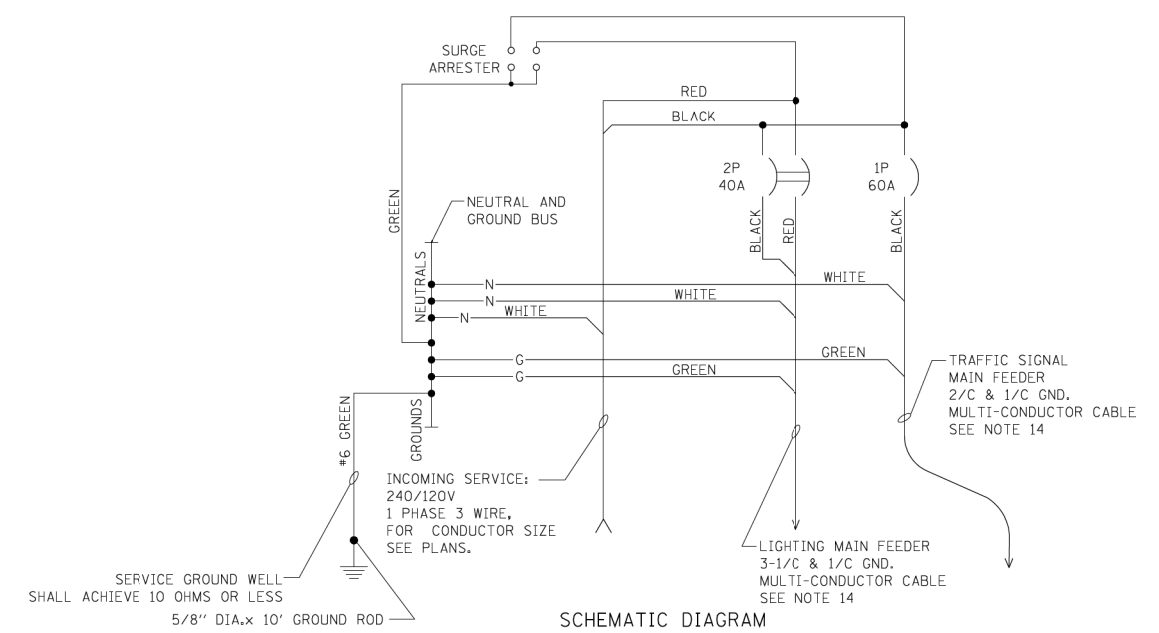 SURGE
ARRESTER
RED
BLACK
2P
40A
1P
60A
GREEN
NEUTRAL AND
GROUND BUS
BLACK
RED
BLACK
NEUTRALS
N
WHITE
N
WHITE
N
WHITE
G
GREEN
G
GREEN
TRAFFIC SIGNAL
MAIN FEEDER
2/C & 1/C GND.
MULTI-CONDUCTOR CABLE
SEE NOTE 14
#6 GREEN
GROUNDS
INCOMING SERVICE:
240/120V
1 PHASE 3 WIRE,
FOR CONDUCTOR SIZE
SEE PLANS.
LIGHTING MAIN FEEDER
3-1/C & 1/C GND.
MULTI-CONDUCTOR CABLE
SEE NOTE 14
SERVICE GROUND WELL
SHALL ACHIEVE 10 OHMS OR LESS
5/8" DIA.x 10' GROUND ROD
SCHEMATIC DIAGRAM